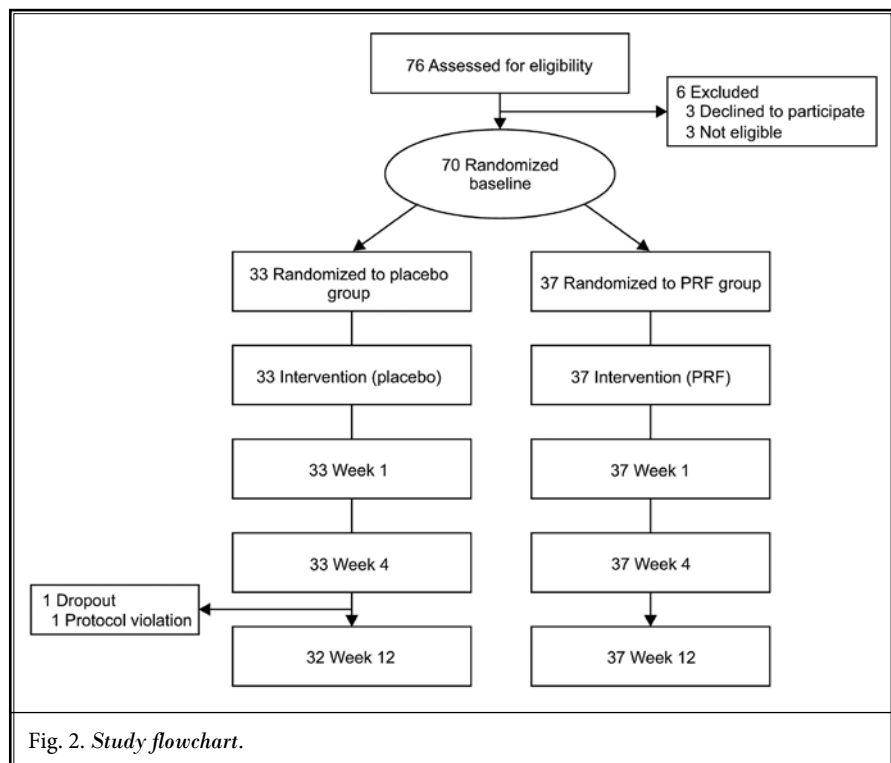 76 Assessed for eligibility
6 Excluded
3 Declined to participate
3 Not eligible
70 Randomized
baseline
33 Randomized to placebo
group
37 Randomized to PRF group
33 Intervention (placebo)
37 Intervention (PRF)
33 Week 1
37 Week 1
33 Week 4
37 Week 4
1 Dropout
1 Protocol violation
32 Week 12
37 Week 12
Fig. 2. Study flowchart.